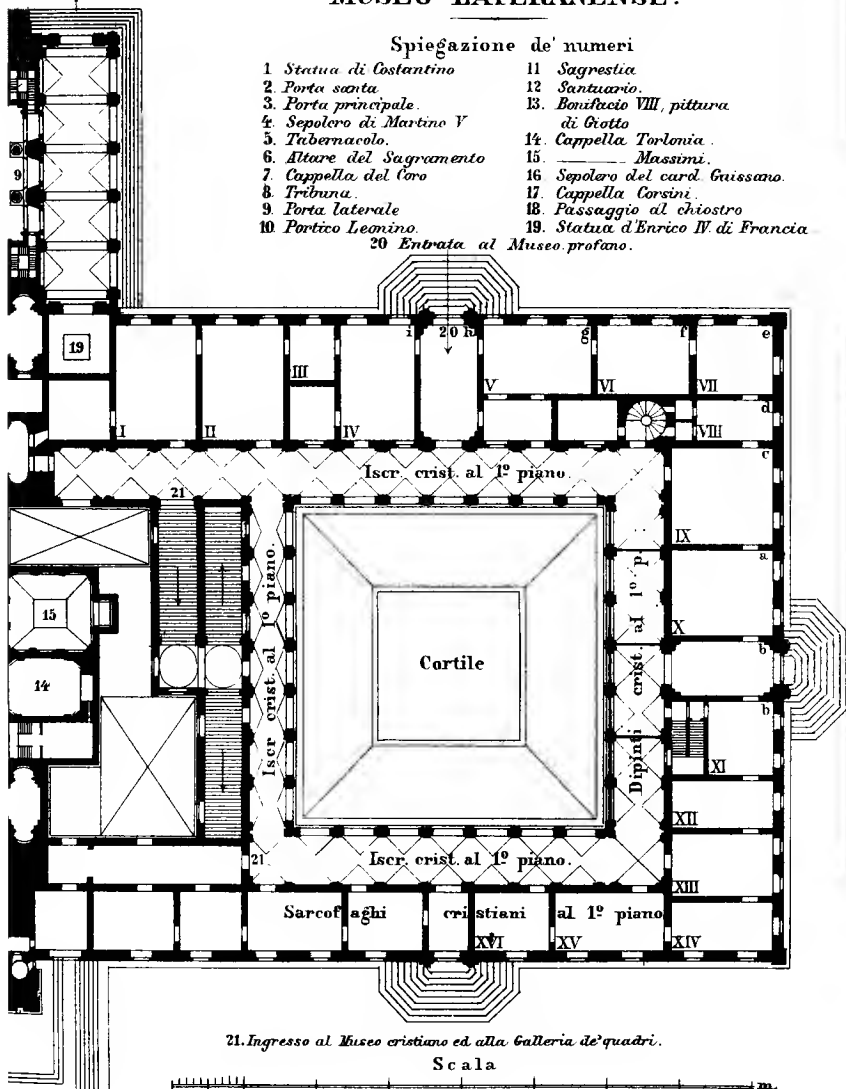 MUSEO LATERANENSE.
Spiegazione de' numeri
1 Statua di Costantino
2. Porta santa
3. Porta principale.
4. Sepolcro di Martino V
5. Tabernacolo.
6. Altare del Sagramento
7. Cappella del Coro
8. Tribuna.
9. Porta laterale
10. Portico Leonino.
11 Sagrestia
12 Santuario.
13. Bonifacio VIII, pittura
di Giotto
14. Cappella Torlonia.
15. ——— Massimi.
16 Sepolcro del card. Guissano.
17. Cappella Corsini.
18. Passaggio al chiostro
19. Statua d'Enrico IV. di Francia
20 Entrata al Museo profano.
9
19
I
II
III
i
IV
20 h
g
V
f
VI
e
VII
d
VIII
Iscr. crist. al 1º piano.
c
IX
21
Iscr crist. al 1º piano.
Cortile
Dipinti crist. al 1º p.
a
X
15
14
b
b
XI
XII
XIII
21
Iscr. crist. al 1º piano.
Sarcofaghi cristiani al 1º piano
XVI
XV
XIV
21. Ingresso al Museo cristiano ed alla Galleria de' quadri.
Scala
m